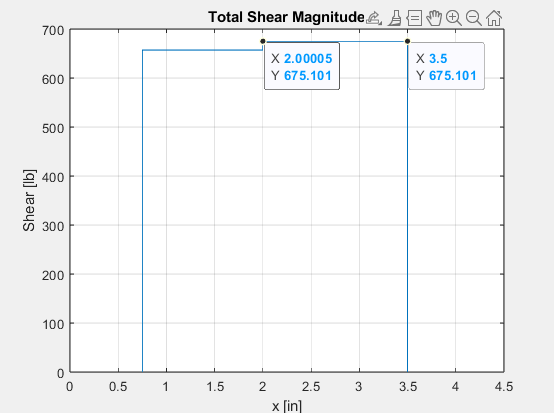 Total Shear Magnitude
700
600
500
400
300
200
100
0
Shear [lb]
X 2.00005
Y 675.101
X 3.5
Y 675.101
0 0.5 1 1.5 2 2.5 3 3.5 4 4.5
x [in]